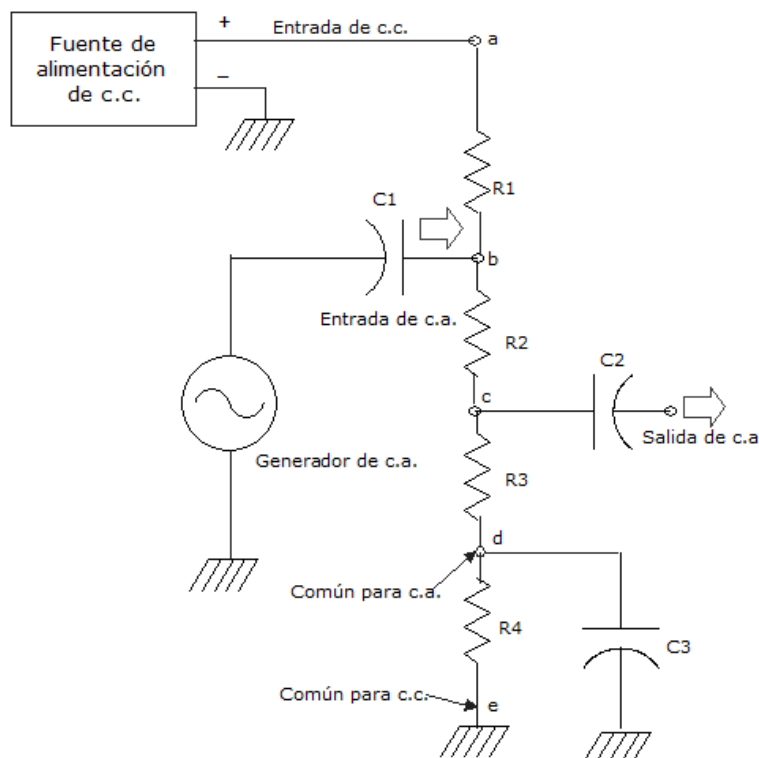 +
Entrada de c.c.
a
Fuente de
alimentación
de c.c.
−
R1
C1
b
Entrada de c.a.
R2
C2
c
Salida de c.a
Generador de c.a.
R3
d
Común para c.a.
R4
C3
Común para c.c.
e